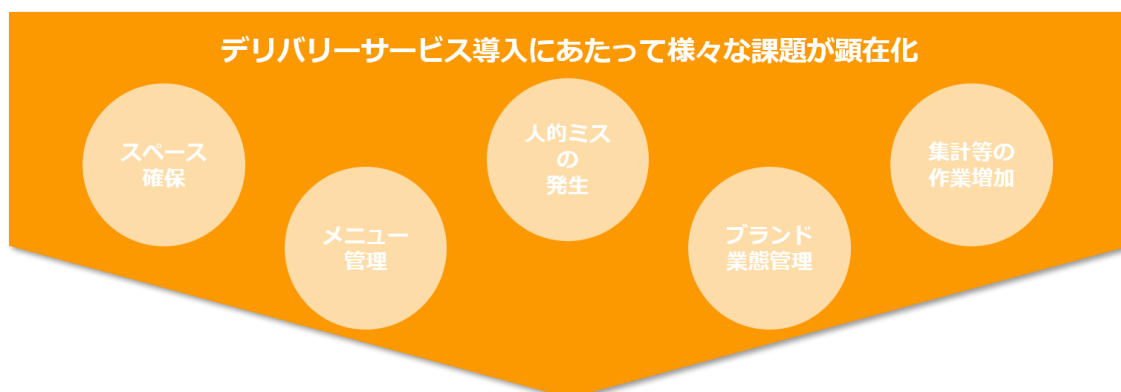 デリバリーサービス導入にあたって様々な課題が顕在化
スペース
確保
メニュー
管理
人的ミス
の
発生
ブランド
業態管理
集計等の
作業増加